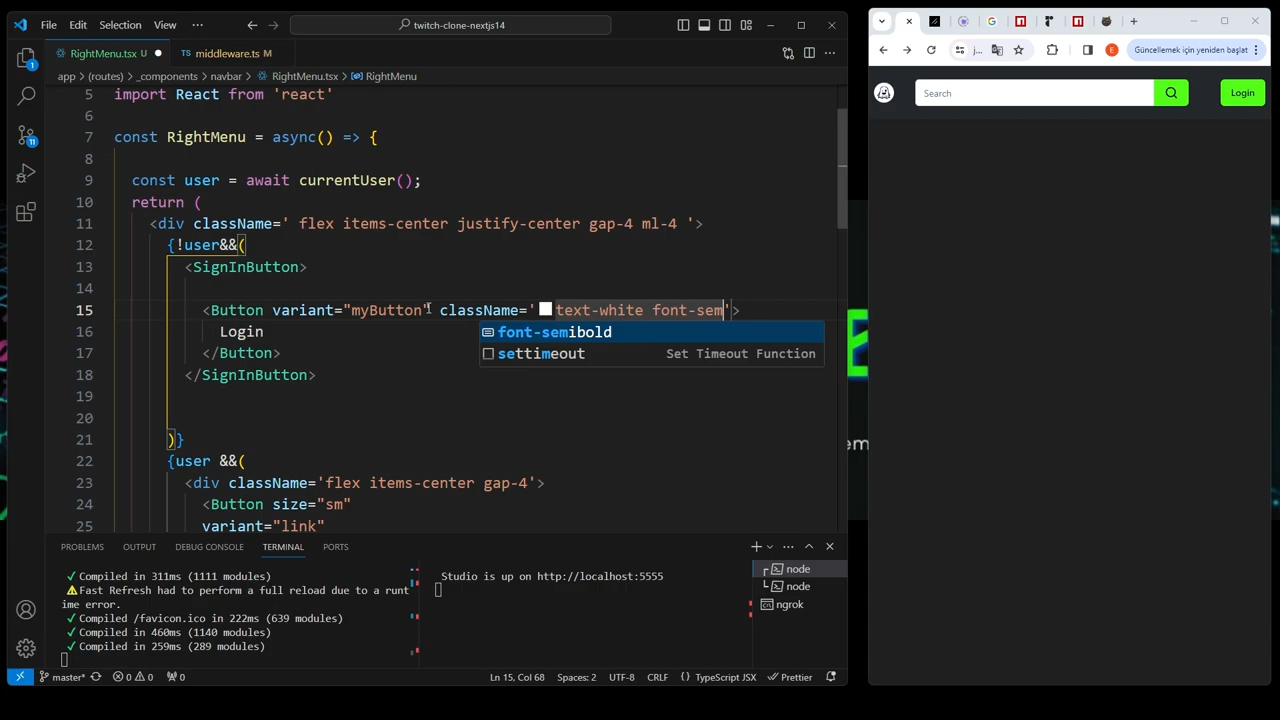 File Edit Selection View ··· twitch-clone-nextjs14
RightMenu.tsx U middleware.ts U
app > (routes) > _components > navbar > RightMenu.tsx > RightMenu
5 import React from 'react'
6
7 const RightMenu = async() => {
8
9 const user = await currentUser();
10 return (
11 <div className=' flex items-center justify-center gap-4 ml-4 '>
12 {!user&&(
13 <SignInButton>
14
15 <Button variant="myButton" className='text-white font-sem'>
font-semibold
settimeout Set Timeout Function
16 Login
17 </Button>
18 </SignInButton>
19
20
21 )}
22 {user &&(
23 <div className='flex items-center gap-4'>
24 <Button size="sm"
25 variant="link"
PROBLEMS OUTPUT DEBUG CONSOLE TERMINAL PORTS
✓ Compiled in 311ms (1111 modules)
⚠ Fast Refresh had to perform a full reload due to a runt
ime error.
✓ Compiled /favicon.ico in 222ms (639 modules)
✓ Compiled in 460ms (1140 modules)
✓ Compiled in 259ms (289 modules)
Studio is up on http://localhost:5555
node
node
ngrok
master* 0 0 0 Ln 15, Col 68 Spaces: 2 UTF-8 CRLF {} TypeScript JSX Prettier
1
11
j...
E
Güncellemek için yeniden başlat
Search
Login
em